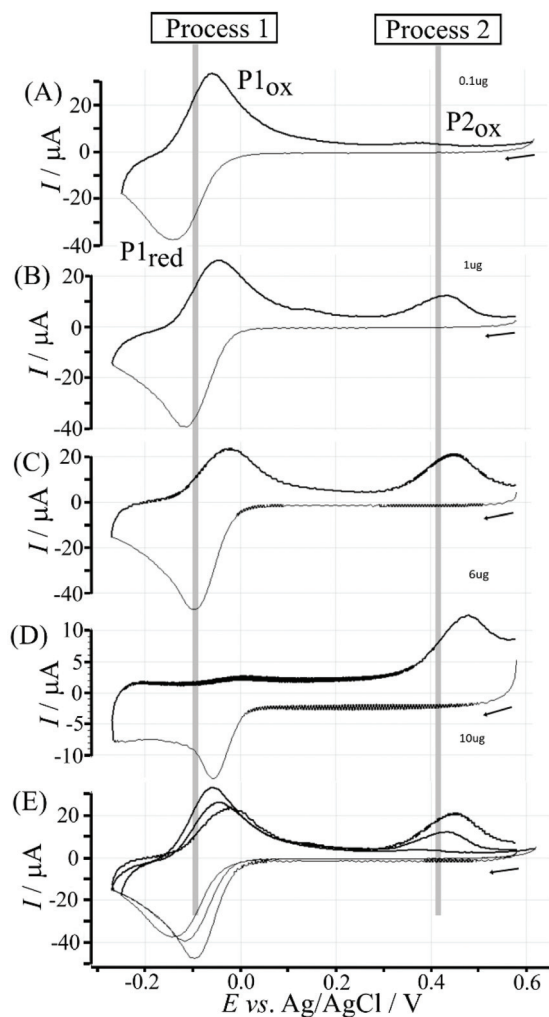 Process 1 Process 2
(A)
I / µA
20
0
-20
-40
P1ox
P1red
0.1ug
P2ox
(B)
I / µA
20
0
-20
-40
1ug
(C)
I / µA
20
0
-20
-40
6ug
(D)
I / µA
10
5
0
-5
-10
10ug
(E)
I / µA
20
0
-20
-40
-0.2 0.0 0.2 0.4 0.6
E vs. Ag/AgCl / V